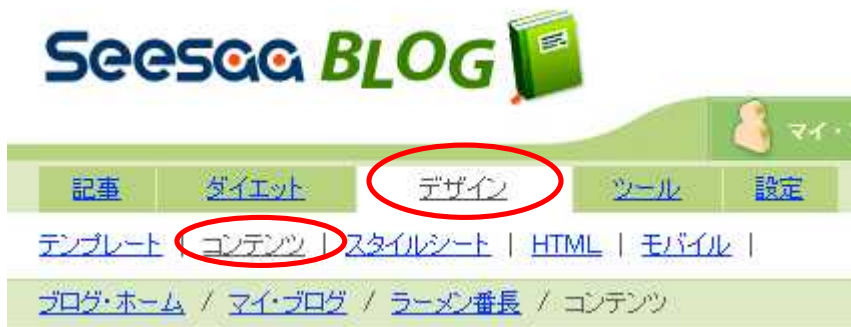 Seesaa BLOG
マイ・
記事 ダイエット デザイン ツール 設定
テンプレート | コンテンツ | スタイルシート | HTML | モバイル |
ブログ・ホーム / マイ・ブログ / ラーメン番長 / コンテンツ